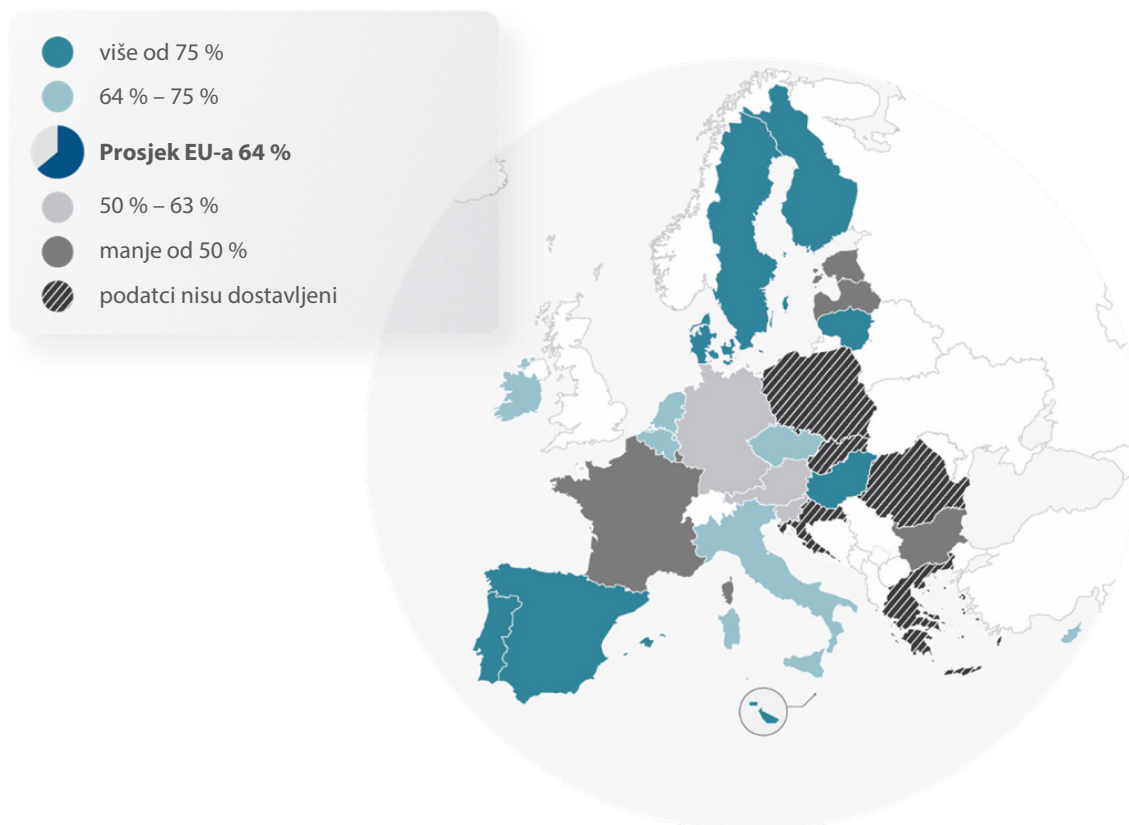 više od 75 %
64 % – 75 %
Prosjek EU-a 64 %
50 % – 63 %
manje od 50 %
podatci nisu dostavljeni